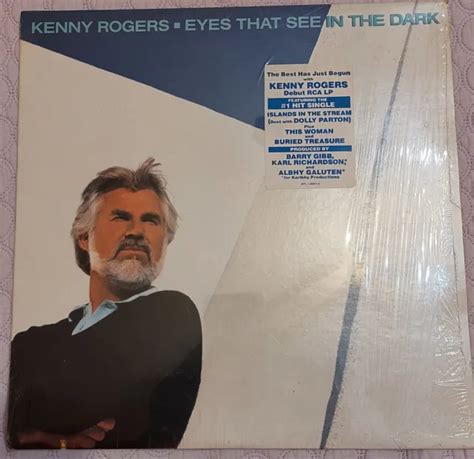 KENNY ROGERS ▪ EYES THAT SEE IN THE DARK
The Best Has Just Begun
with
KENNY ROGERS
Debut RCA LP
FEATURING THE
#1 HIT SINGLE
ISLANDS IN THE STREAM
(Duet with DOLLY PARTON)
Plus
THIS WOMAN
and
BURIED TREASURE
PRODUCED BY
BARRY GIBB,
KARL RICHARDSON,*
and
ALBHY GALUTEN*
*for Karlbhy Productions